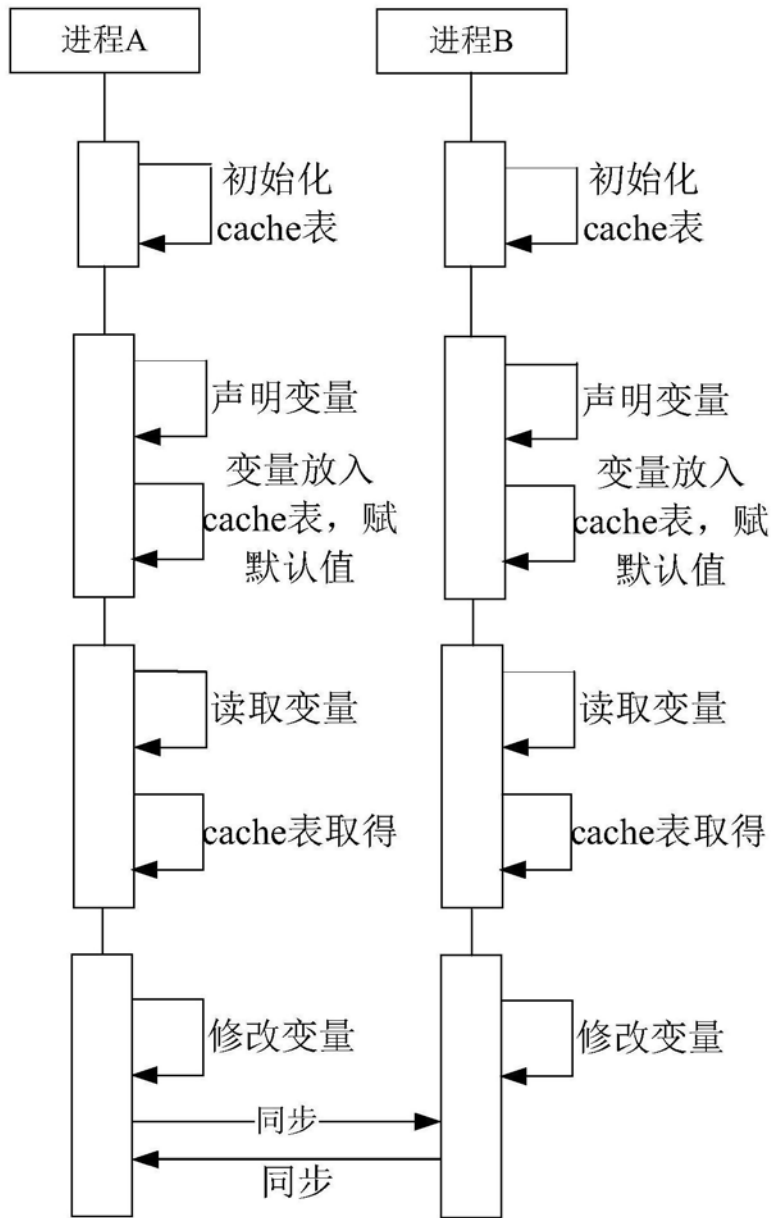 进程A
进程B
初始化
cache表
初始化
cache表
声明变量
声明变量
变量放入
cache表，赋
默认值
变量放入
cache表，赋
默认值
读取变量
读取变量
cache表取得
cache表取得
修改变量
修改变量
同步
同步